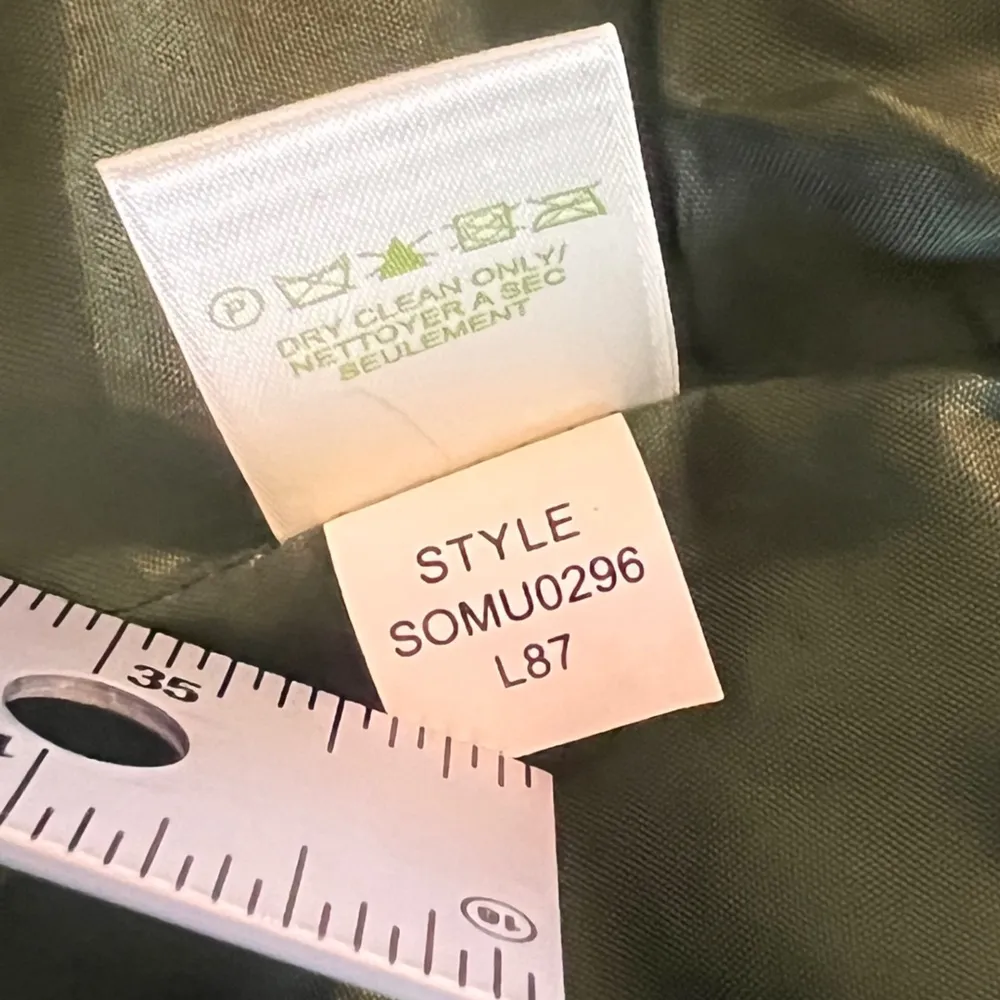 P
DRY CLEAN ONLY/
NETTOYER A SEC
SEULEMENT
STYLE
SOMU0296
L87
35
10